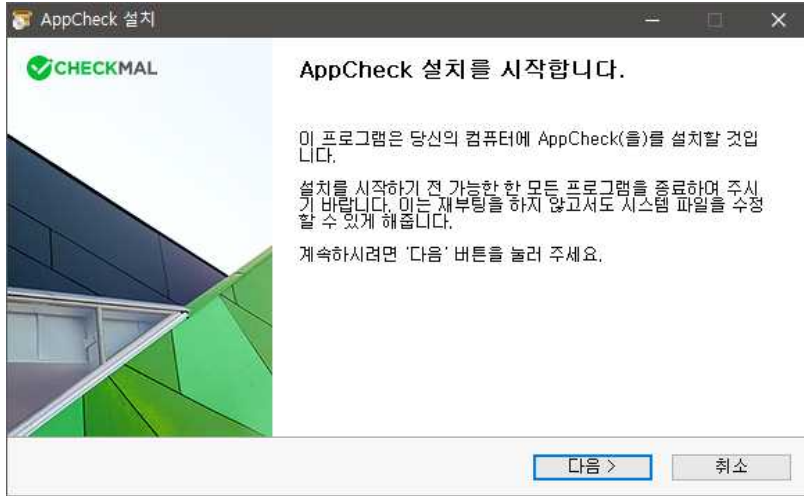 AppCheck 설치
CHECKMAL
AppCheck 설치를 시작합니다.
이 프로그램은 당신의 컴퓨터에 AppCheck(을)를 설치할 것입
니다.
설치를 시작하기 전 가능한 한 모든 프로그램을 종료하여 주시
기 바랍니다. 이는 재부팅을 하지 않고서도 시스템 파일을 수정
할 수 있게 해줍니다.
계속하시려면 '다음' 버튼을 눌러 주세요.
다음 >
취소